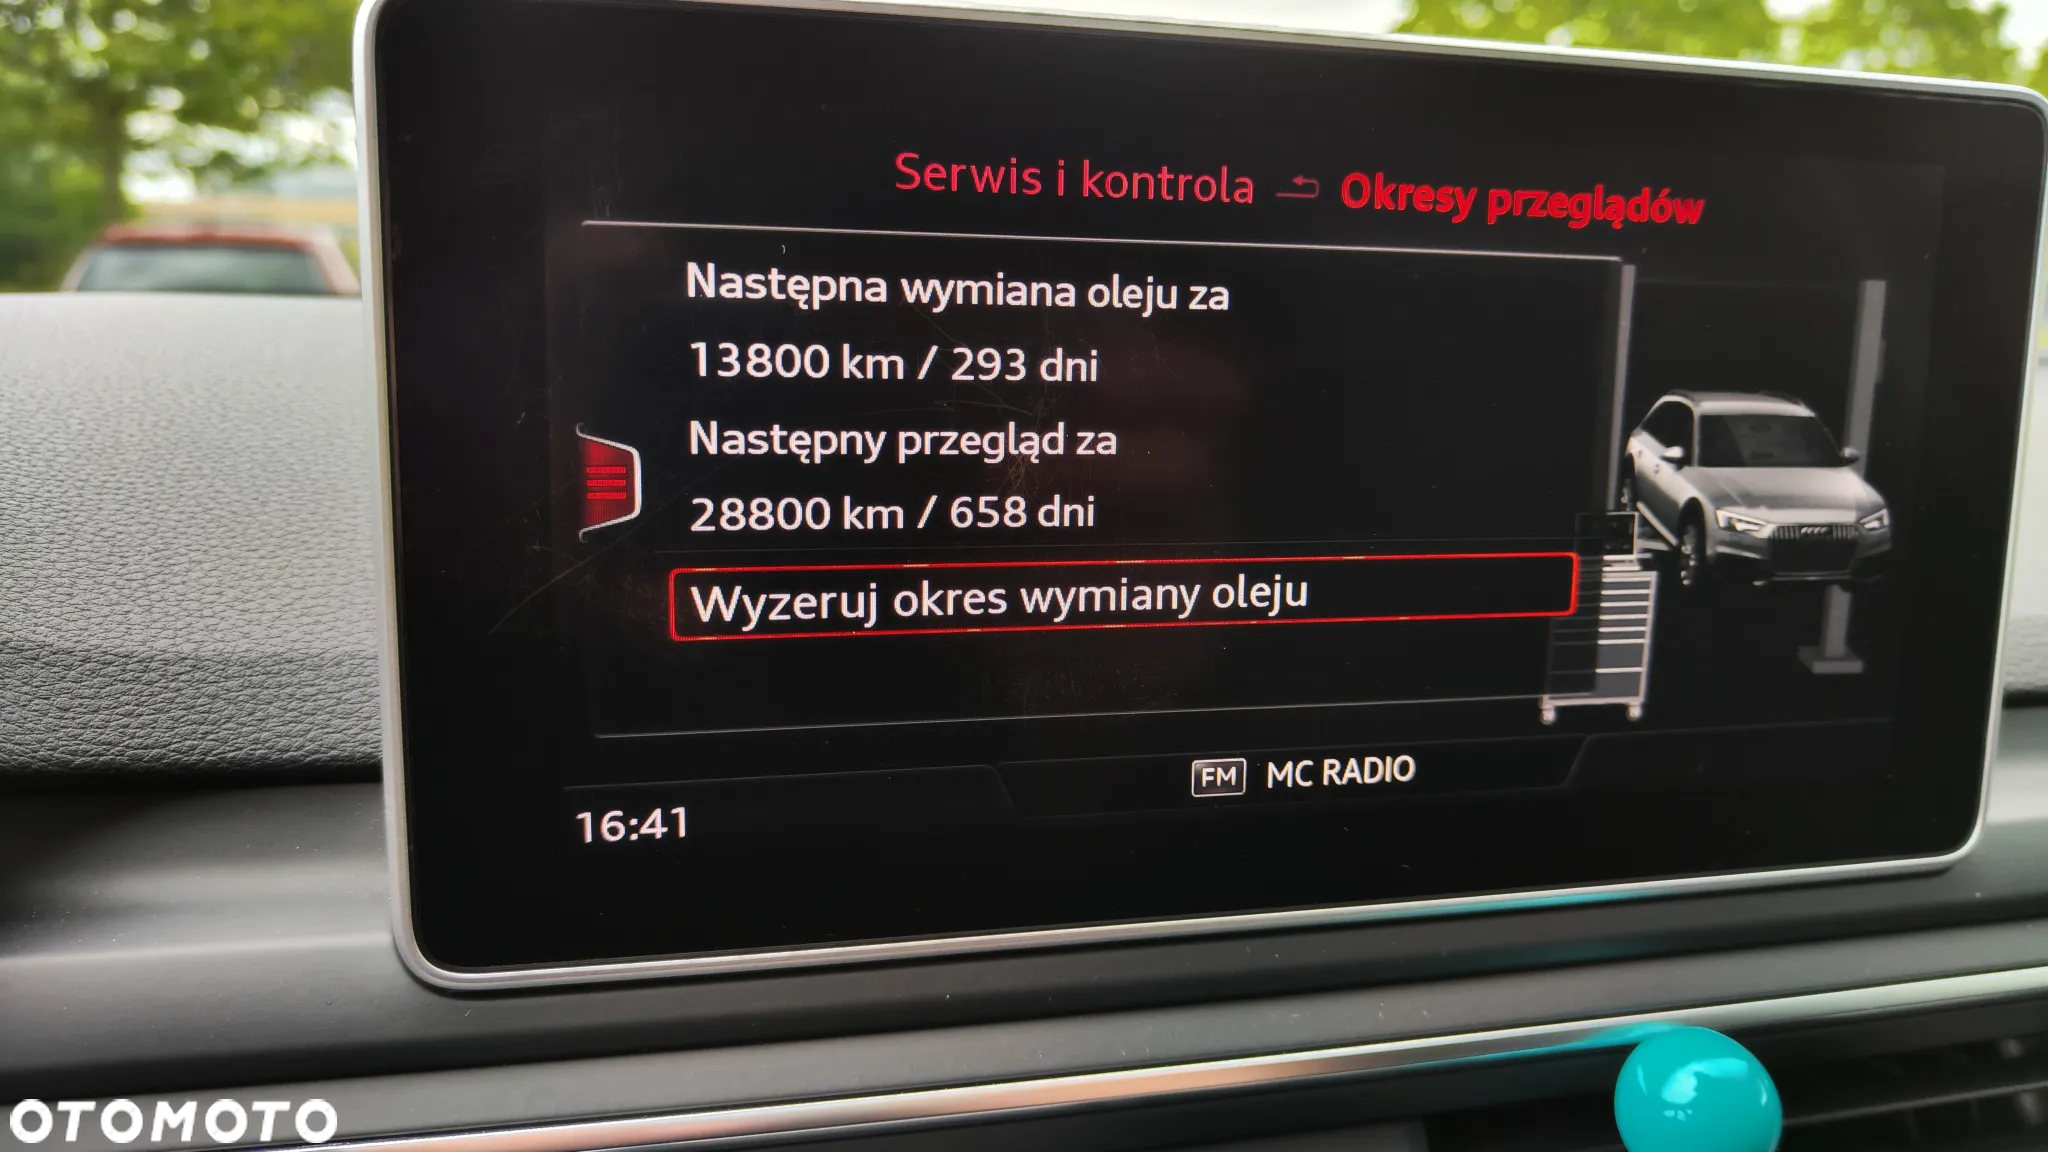 Serwis i kontrola Okresy przeglądów
Następna wymiana oleju za
13800 km / 293 dni
Następny przegląd za
28800 km / 658 dni
Wyzeruj okres wymiany oleju
FM MC RADIO
16:41
OTOMOTO